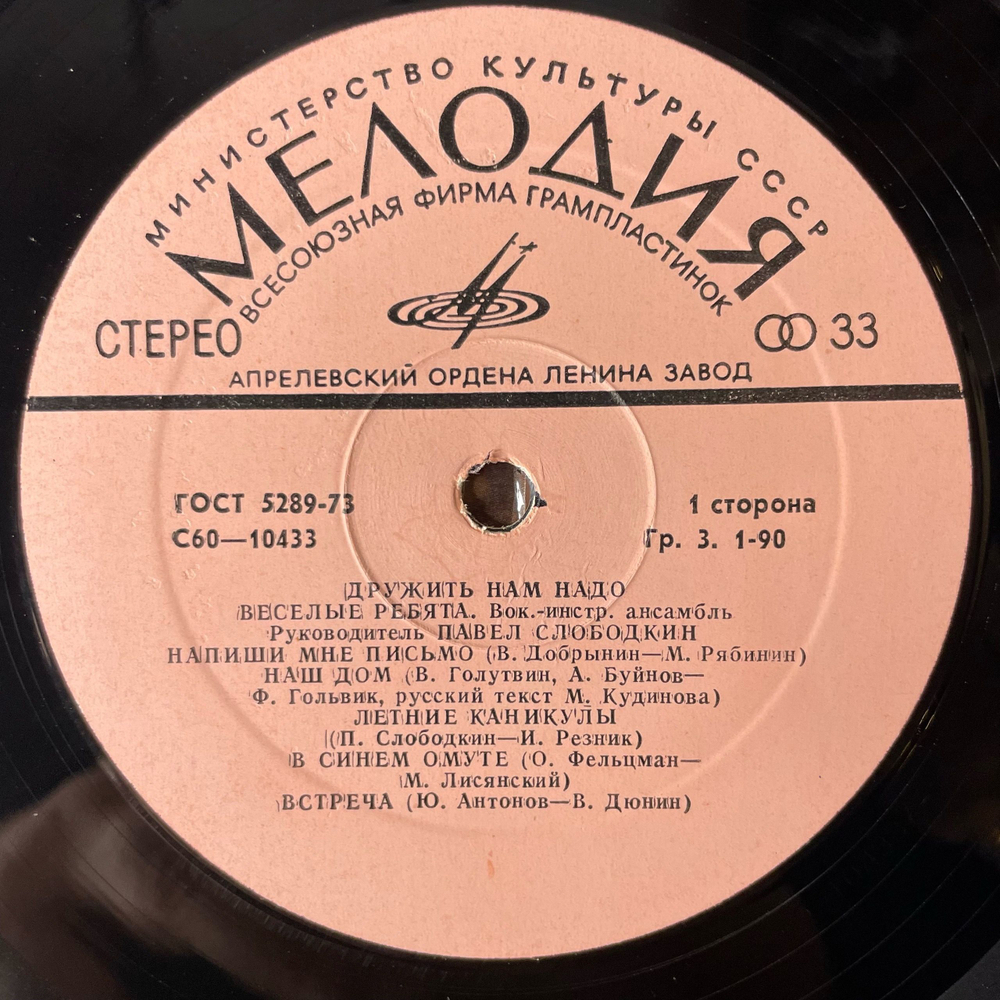 МИНИСТЕРСТВО КУЛЬТУРЫ СССР
МЕЛОДИЯ
ВСЕСОЮЗНАЯ ФИРМА ГРАМПЛАСТИНОК
СТЕРЕО
33
АПРЕЛЕВСКИЙ ОРДЕНА ЛЕНИНА ЗАВОД
ГОСТ 5289-73
1 сторона
С60—10433
Гр. 3. 1-90
ДРУЖИТЬ НАМ НАДО
ВЕСЕЛЫЕ РЕБЯТА. Вок.-инстр. ансамбль
Руководитель ПАВЕЛ СЛОБОДКИН
НАПИШИ МНЕ ПИСЬМО (В. Добрынин—М. Рябинин)
НАШ ДОМ (В. Голутвин, А. Буйнов—
Ф. Гольвик, русский текст М. Кудинова)
ЛЕТНИЕ КАНИКУЛЫ
(П. Слободкин—И. Резник)
В СИНЕМ ОМУТЕ (О. Фельцман—
М. Лисянский)
ВСТРЕЧА (Ю. Антонов—В. Дюнин)